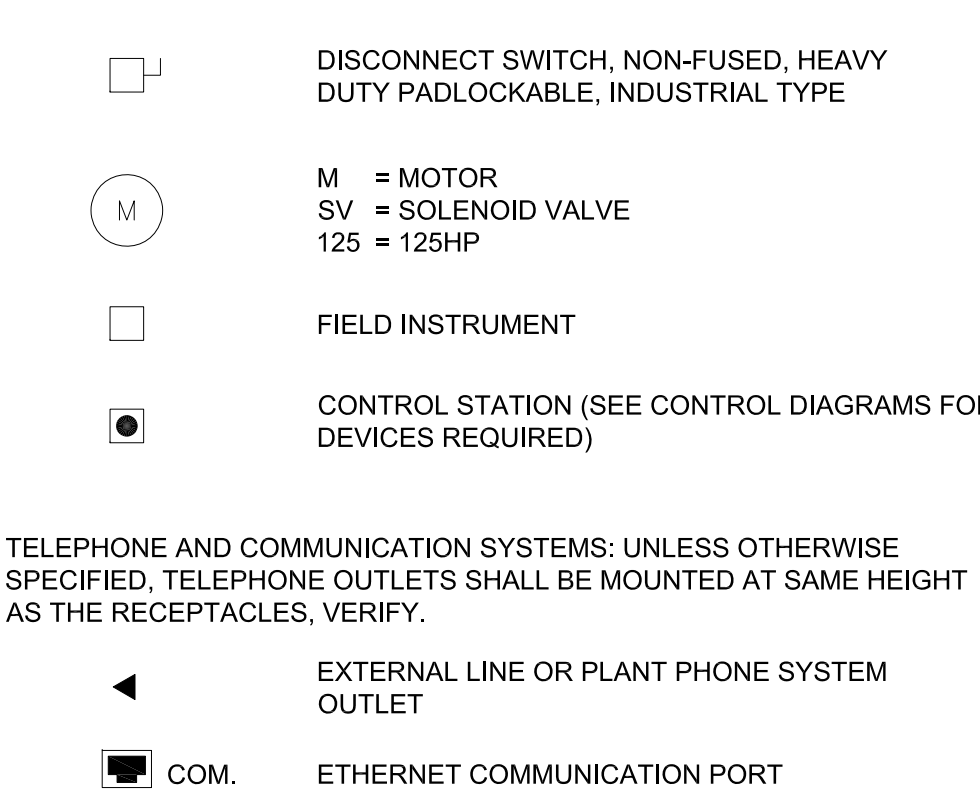 DISCONNECT SWITCH, NON-FUSED, HEAVY
DUTY PADLOCKABLE, INDUSTRIAL TYPE
M
M = MOTOR
SV = SOLENOID VALVE
125 = 125HP
FIELD INSTRUMENT
CONTROL STATION (SEE CONTROL DIAGRAMS
DEVICES REQUIRED)
TELEPHONE AND COMMUNICATION SYSTEMS: UNLESS OTHERWISE
SPECIFIED, TELEPHONE OUTLETS SHALL BE MOUNTED AT SAME HEIGHT
AS THE RECEPTACLES, VERIFY.
EXTERNAL LINE OR PLANT PHONE SYSTEM
OUTLET
COM. ETHERNET COMMUNICATION PORT